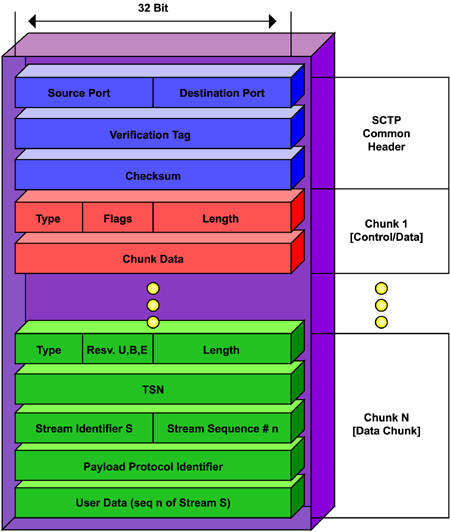 32 Bit
Source Port Destination Port
SCTP
Common
Header
Verification Tag
Checksum
Type Flags Length
Chunk 1
[Control/Data]
Chunk Data
Type Resv. U,B,E Length
TSN
Stream Identifier S Stream Sequence # n
Chunk N
[Data Chunk]
Payload Protocol Identifier
User Data (seq n of Stream S)